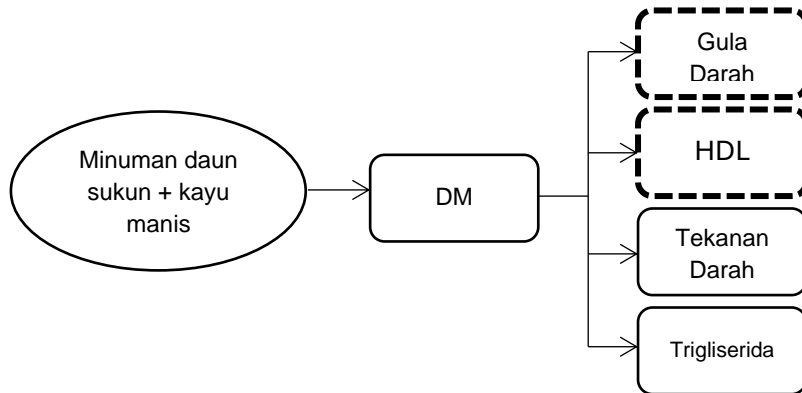 Gula
Darah
HDL
Minuman daun
sukun + kayu
manis
DM
Tekanan
Darah
Trigliserida